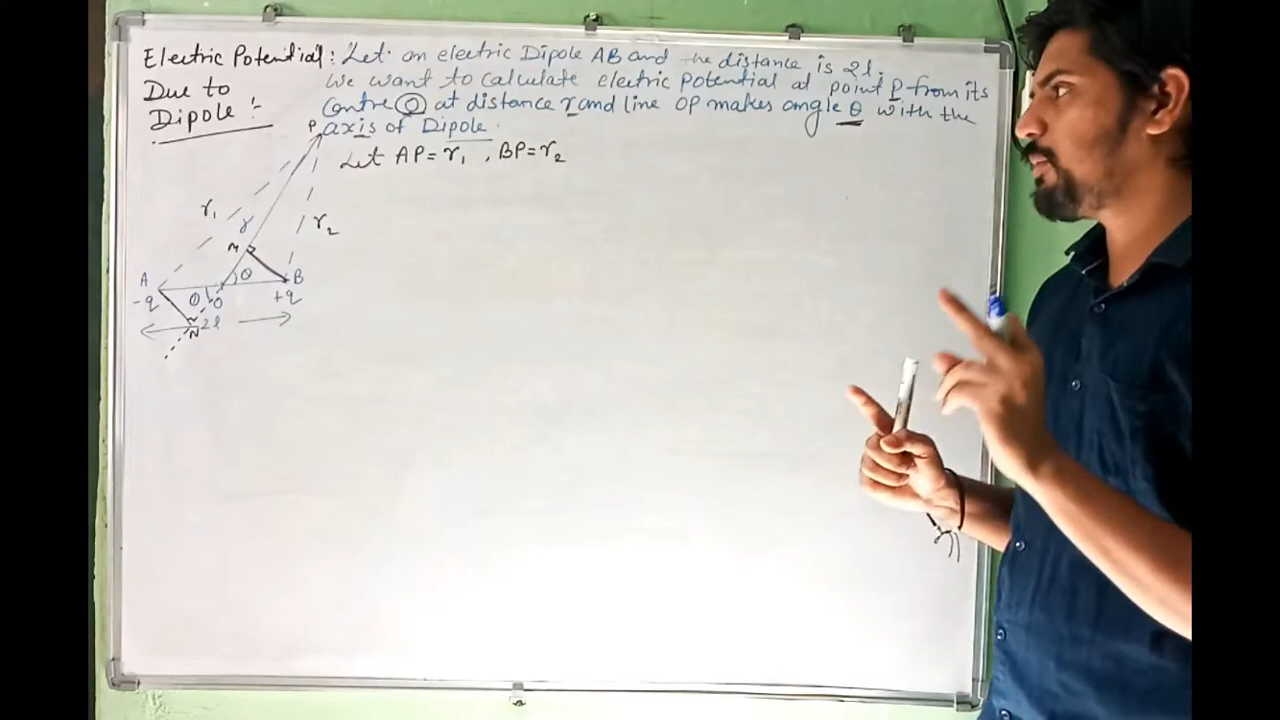 Electric Potential : Let an electric Dipole AB and the distance is 2l.
Due to
Dipole :-
We want to calculate electric potential at point P from its
centre O at distance r and line OP makes angle θ with the
axis of Dipole.
Let AP = r₁ , BP = r₂
P
r₁
r
r₂
M
θ
A
B
-q
θ
O
+q
N
2l